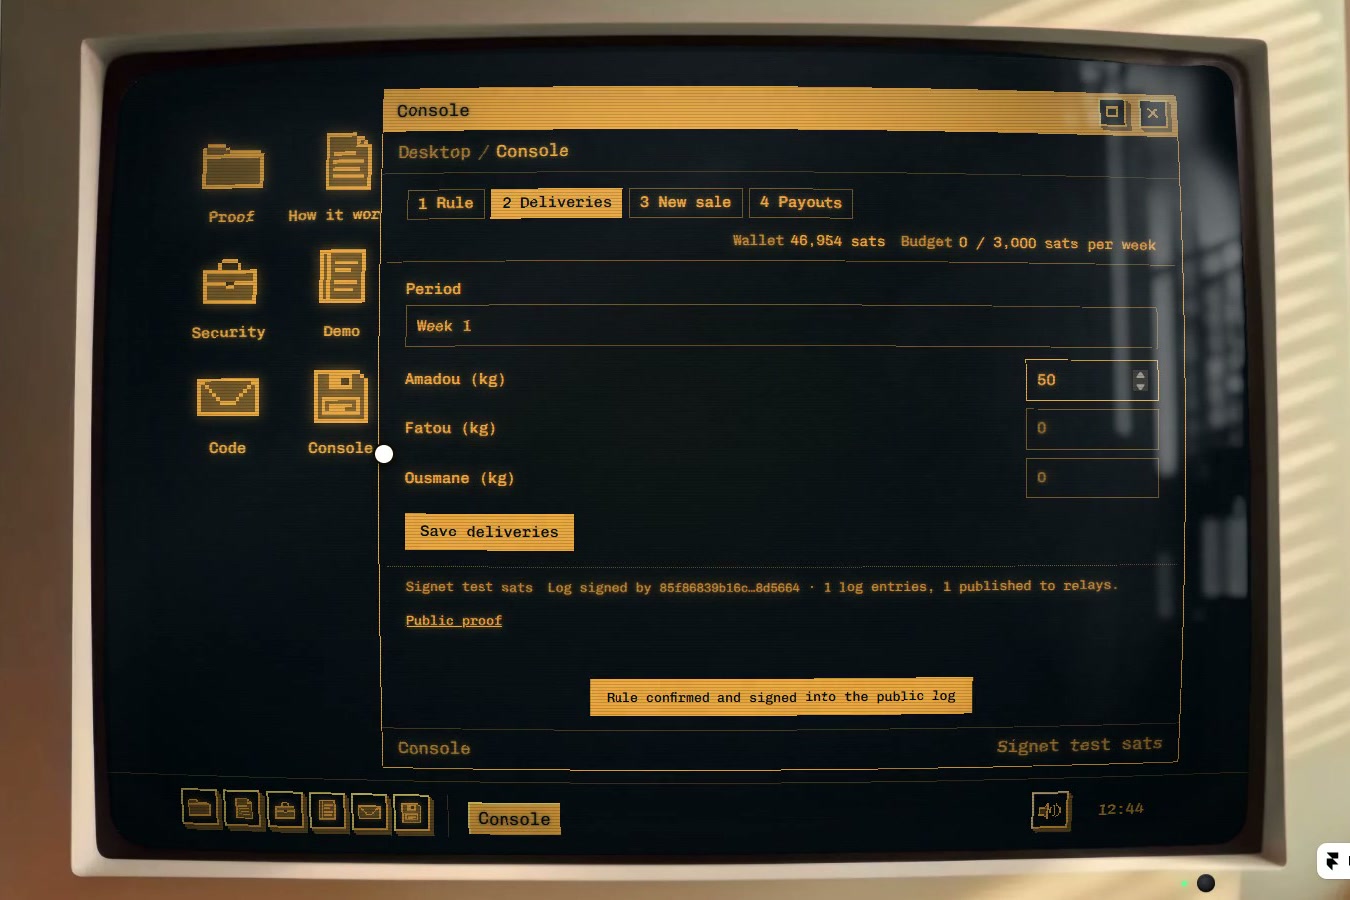 Console
Desktop / Console
1 Rule 2 Deliveries 3 New sale 4 Payouts
Wallet 46,954 sats Budget 0 / 3,000 sats per week
Period
Week 1
Amadou (kg) 50
Fatou (kg) 0
Ousmane (kg) 0
Save deliveries
Signet test sats Log signed by 85f86839b16c…8d5664 · 1 log entries, 1 published to relays.
Public proof
Rule confirmed and signed into the public log
Console Signet test sats
Proof How it wor
Security Demo
Code Console
Console 12:44